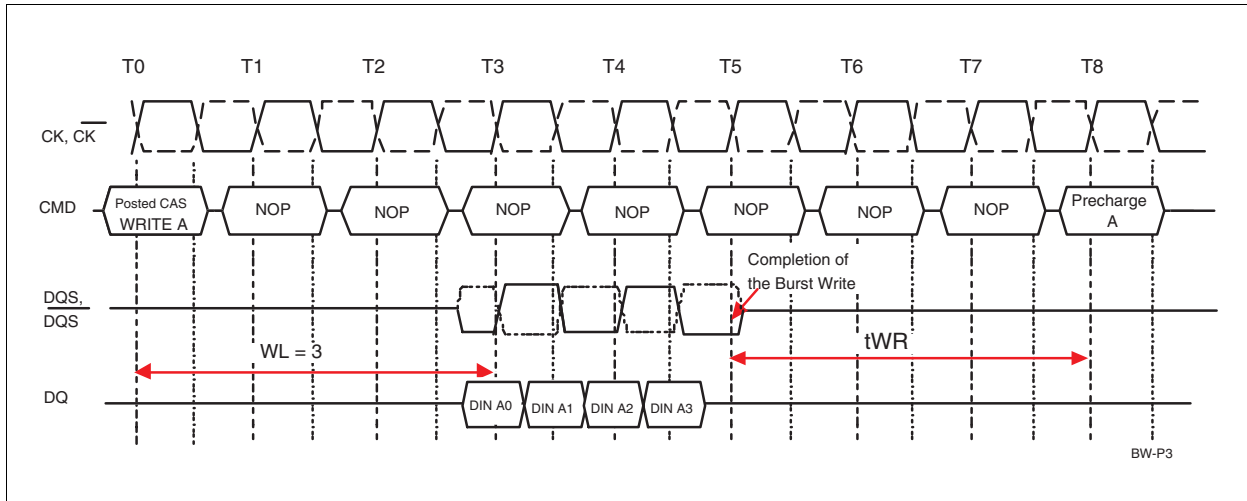 T0 T1 T2 T3 T4 T5 T6 T7 T8
CK, CK
CMD
Posted CAS
WRITE A
NOP
NOP
NOP
NOP
NOP
NOP
NOP
Precharge
A
Completion of
the Burst Write
DQS,
DQS
WL = 3
tWR
DQ
DIN A0
DIN A1
DIN A2
DIN A3
BW-P3